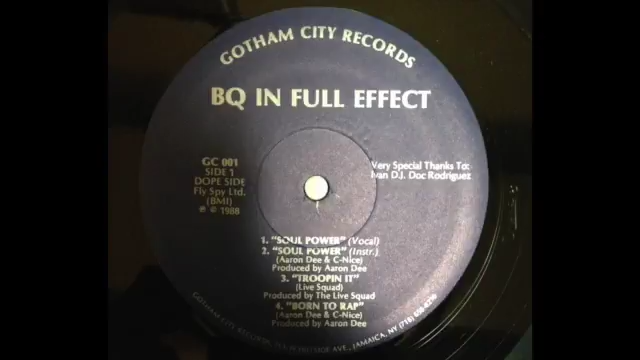 GOTHAM CITY RECORDS
BQ IN FULL EFFECT
GC 001
SIDE 1
DOPE SIDE
Fly Spy Ltd.
(BMI)
℗ © 1988
Very Special Thanks To:
Ivan D.J. Doc Rodriguez
1. "SOUL POWER" (Vocal)
2. "SOUL POWER" (Instr.)
(Aaron Dee & C-Nice)
Produced by Aaron Dee
3. "TROOPIN IT"
(Live Squad)
Produced by The Live Squad
4. "BORN TO RAP"
(Aaron Dee & C-Nice)
Produced by Aaron Dee
GOTHAM CITY RECORDS, AVE., JAMAICA, NY (718)